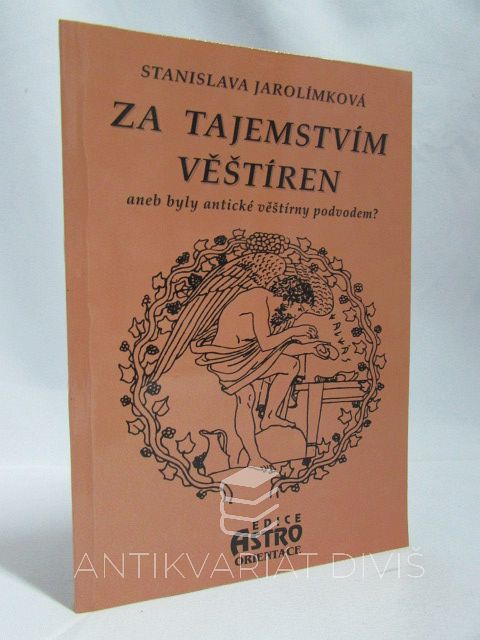 STANISLAVA JAROLÍMKOVÁ
ZA TAJEMSTVÍM
VĚŠTÍREN
aneb byly antické věštírny podvodem?
EDICE
ASTRO
ORIENTACE
ANTIKVARIÁT DIVIŠ